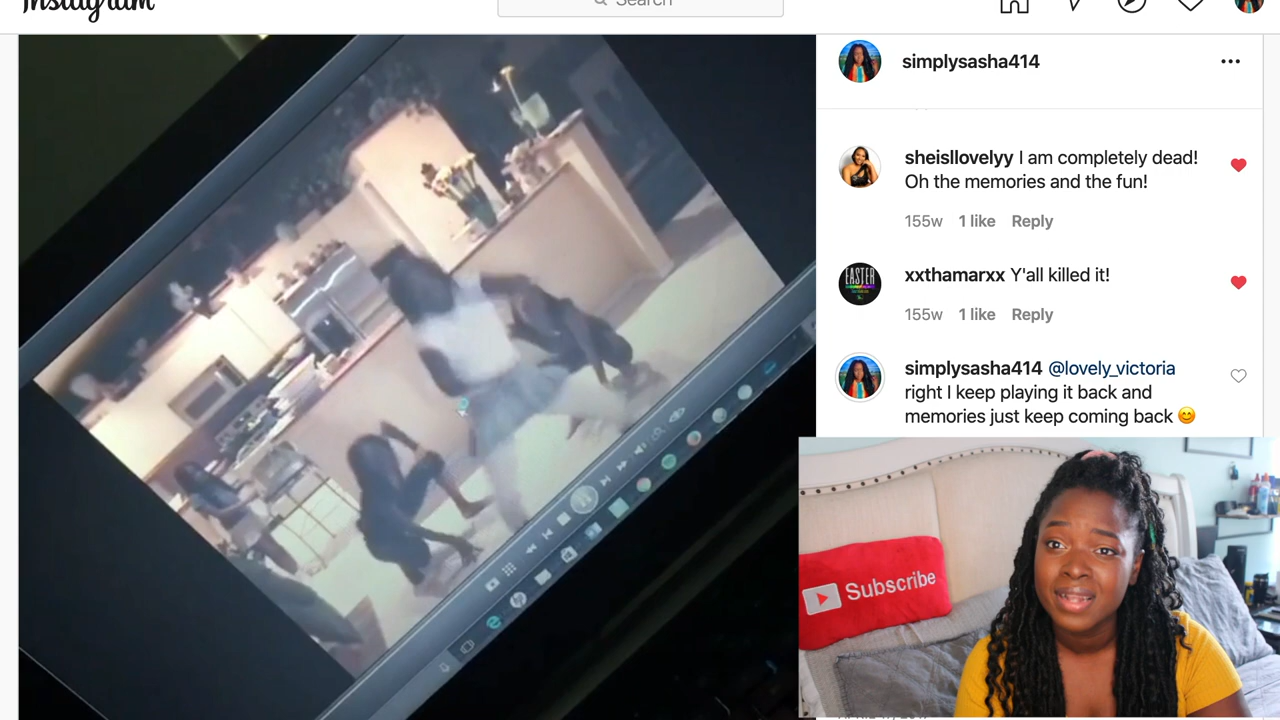 Instagram
Search
simplysasha414
sheisllovelyy I am completely dead!
Oh the memories and the fun!
155w 1 like Reply
xxthamarxx Y'all killed it!
155w 1 like Reply
simplysasha414 @lovely_victoria
right I keep playing it back and
memories just keep coming back 😊
EASTER
Subscribe